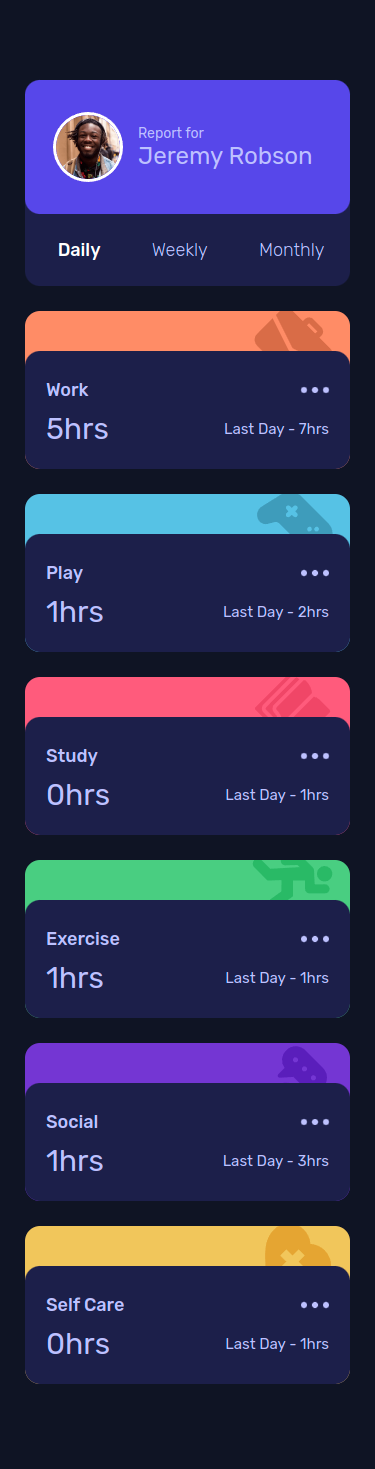 Report for
Jeremy Robson
Daily Weekly Monthly
Work
5hrs Last Day - 7hrs
Play
1hrs Last Day - 2hrs
Study
0hrs Last Day - 1hrs
Exercise
1hrs Last Day - 1hrs
Social
1hrs Last Day - 3hrs
Self Care
0hrs Last Day - 1hrs